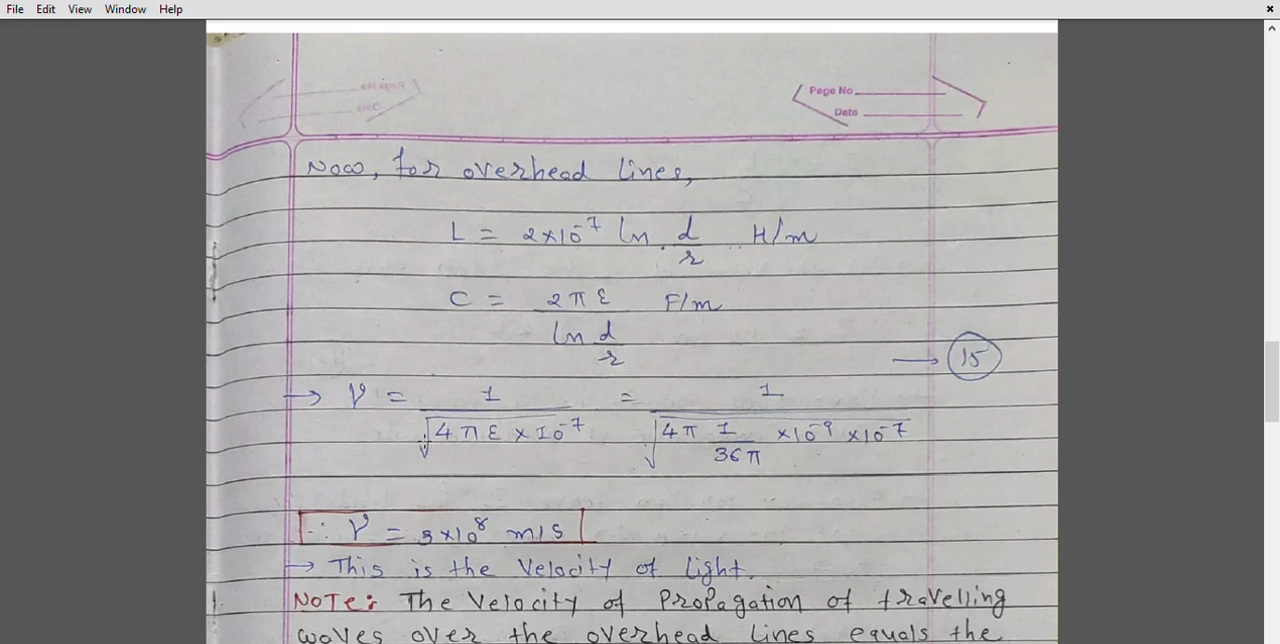 File Edit View Window Help
Page No
Date
Now, for overhead lines,
L = 2×10⁻⁷ ln d/r H/m
C = 2πε / ln d/r F/m
→ 15
→ V = 1 / √4πε×10⁻⁷ = 1 / √4π 1/36π ×10⁻⁹ ×10⁻⁷
∴ V = 3×10⁸ m/s
→ This is the Velocity of light.
NOTE: The Velocity of Propagation of travelling
waves over the overhead lines equals the